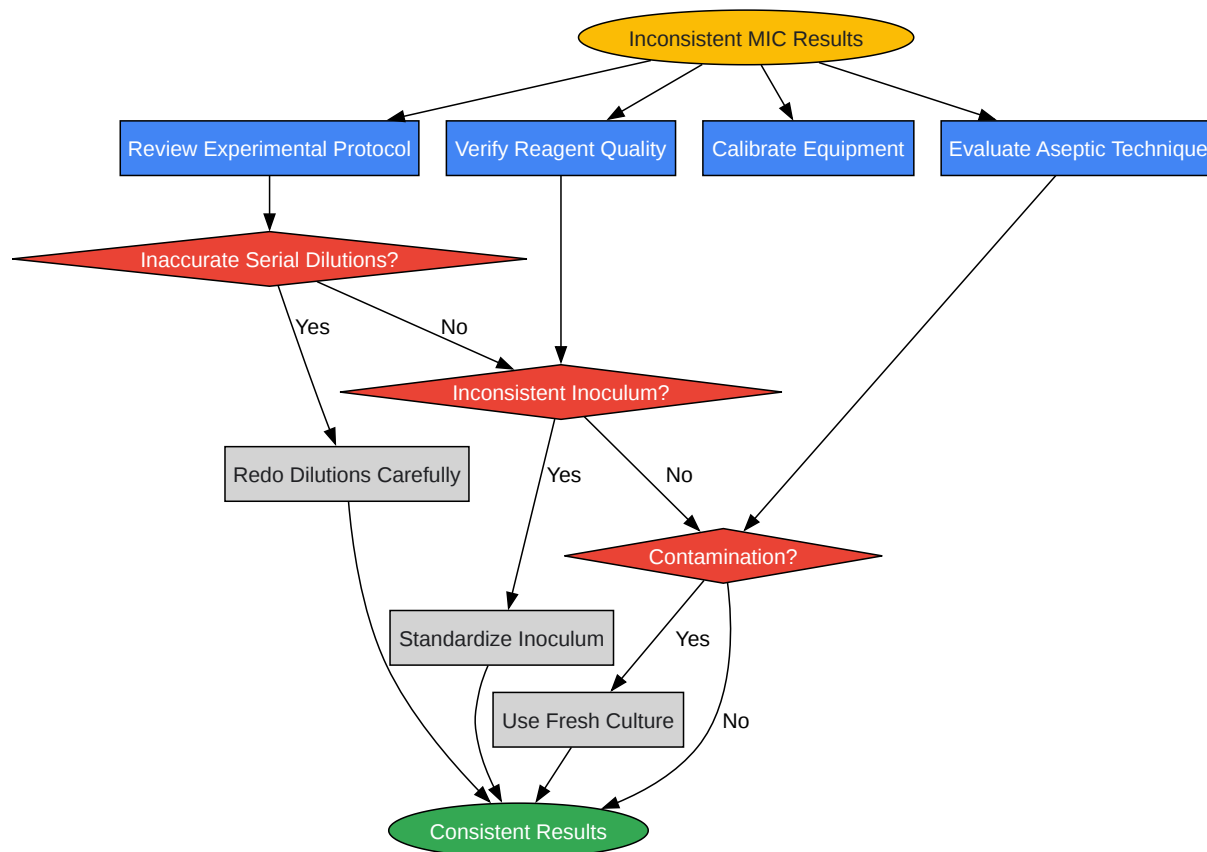 Inconsistent MIC Results
Review Experimental Protocol
Verify Reagent Quality
Calibrate Equipment
Evaluate Aseptic Technique
Inaccurate Serial Dilutions?
Yes
No
Inconsistent Inoculum?
Redo Dilutions Carefully
Yes
No
Contamination?
Standardize Inoculum
Yes
Use Fresh Culture
No
Consistent Results